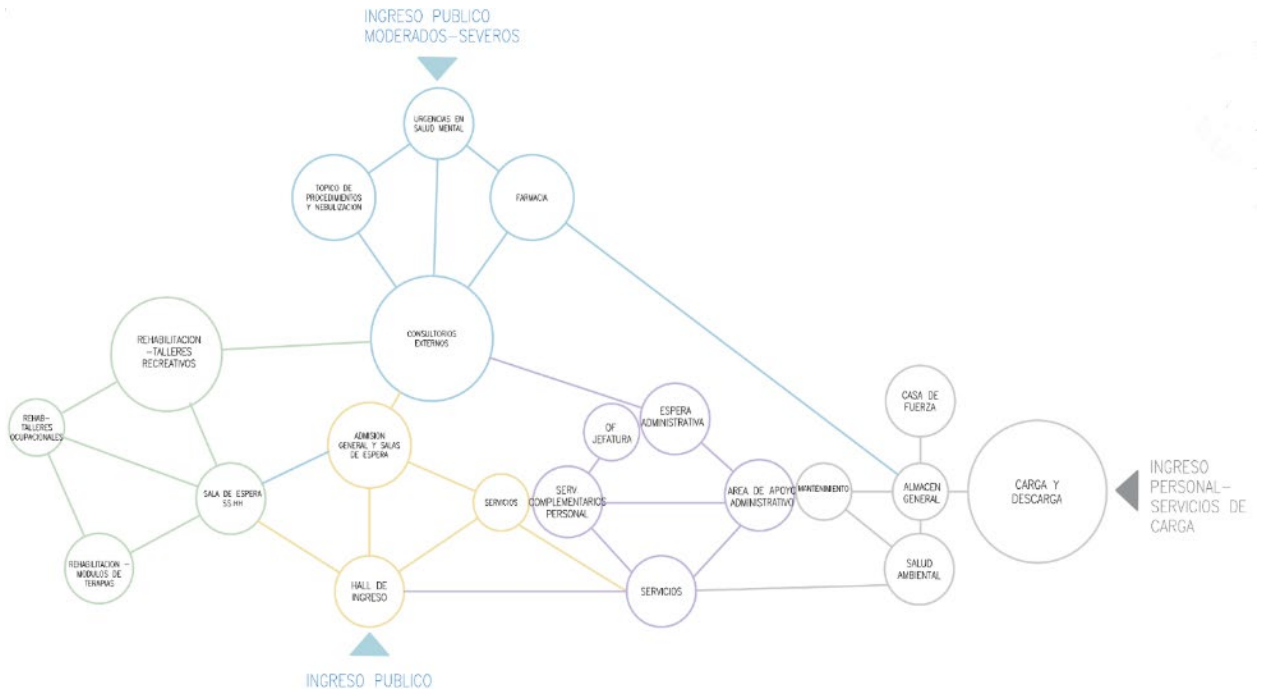 INGRESO PUBLICO
MODERADOS-SEVEROS
URGENCIAS EN
SALUD MENTAL
TOPICO DE
PROCEDIMIENTOS
Y NEBULIZACION
FARMACIA
CONSULTORIOS
EXTERNOS
REHABILITACION
-TALLERES
RECREATIVOS
REHAB-
TALLERES
OCUPACIONALES
ADMISION
GENERAL Y SALAS
DE ESPERA
OF
JEFATURA
ESPERA
ADMINISTRATIVA
CASA DE
FUERZA
SALA DE ESPERA
SS-HH
SERVICIOS
SERV.
COMPLEMENTARIOS
PERSONAL
AREA DE APOYO
ADMINISTRATIVO
MANTENIMIENTO
ALMACEN
GENERAL
CARGA Y
DESCARGA
INGRESO
PERSONAL-
SERVICIOS DE
CARGA
REHABILITACION -
MODULOS DE
TERAPIAS
HALL DE
INGRESO
SERVICIOS
SALUD
AMBIENTAL
INGRESO PUBLICO